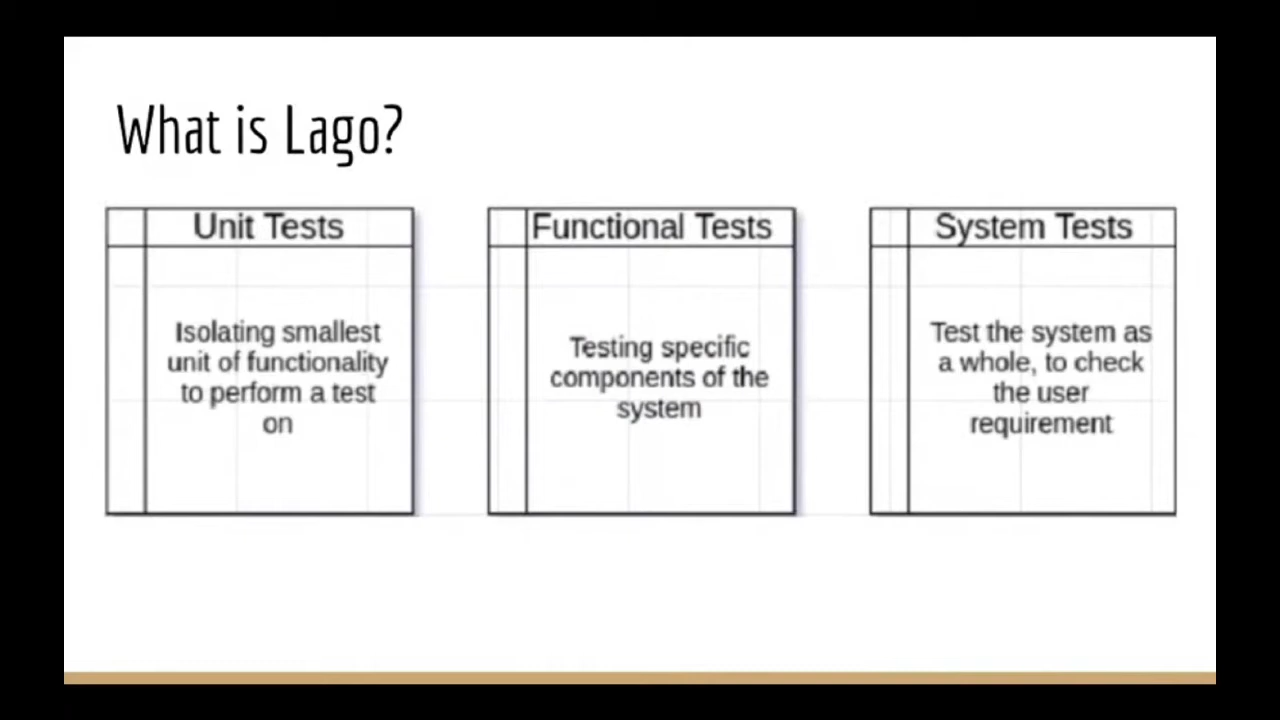 What is Lago?
Unit Tests
Isolating smallest
unit of functionality
to perform a test
on
Functional Tests
Testing specific
components of the
system
System Tests
Test the system as
a whole, to check
the user
requirement